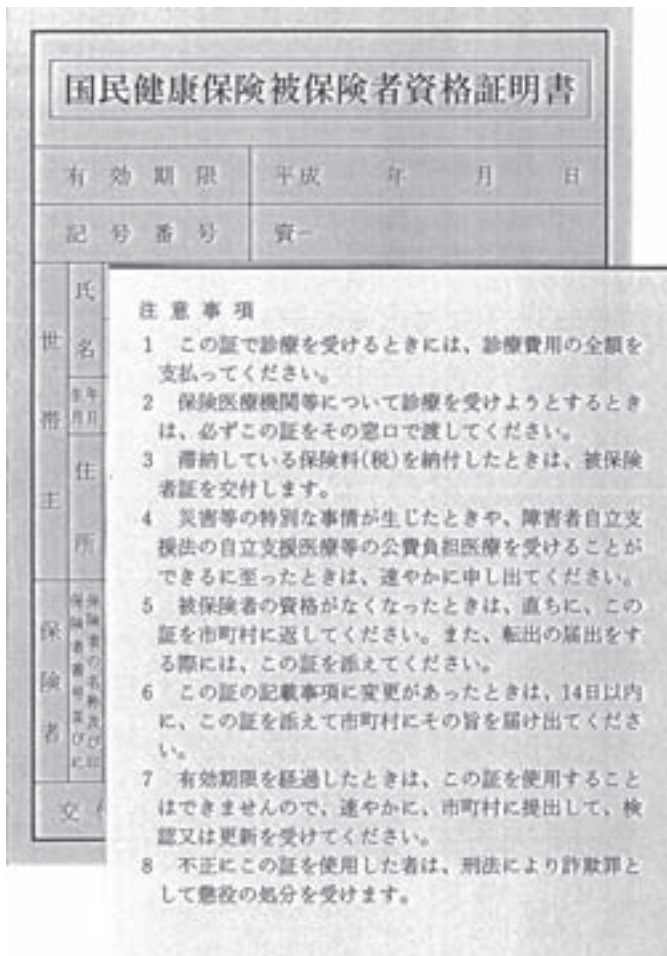 国民健康保険被保険者資格証明書
有効期限 平成 年 月 日
記号番号 資−
世帯主
氏名
生年月日
住所
保険者
交
注意事項
1 この証で診療を受けるときには、診療費用の全額を
支払ってください。
2 保険医療機関等について診療を受けようとするとき
は、必ずこの証をその窓口で渡してください。
3 滞納している保険料(税)を納付したときは、被保険
者証を交付します。
4 災害等の特別な事情が生じたときや、障害者自立支
援法の自立支援医療等の公費負担医療を受けることが
できるに至ったときは、速やかに申し出てください。
5 被保険者の資格がなくなったときは、直ちに、この
証を市町村に返してください。また、転出の届出をす
る際には、この証を添えてください。
6 この証の記載事項に変更があったときは、14日以内
に、この証を添えて市町村にその旨を届け出てくださ
い。
7 有効期限を経過したときは、この証を使用すること
はできませんので、速やかに、市町村に提出して、検
認又は更新を受けてください。
8 不正にこの証を使用した者は、刑法により詐欺罪と
して懲役の処分を受けます。